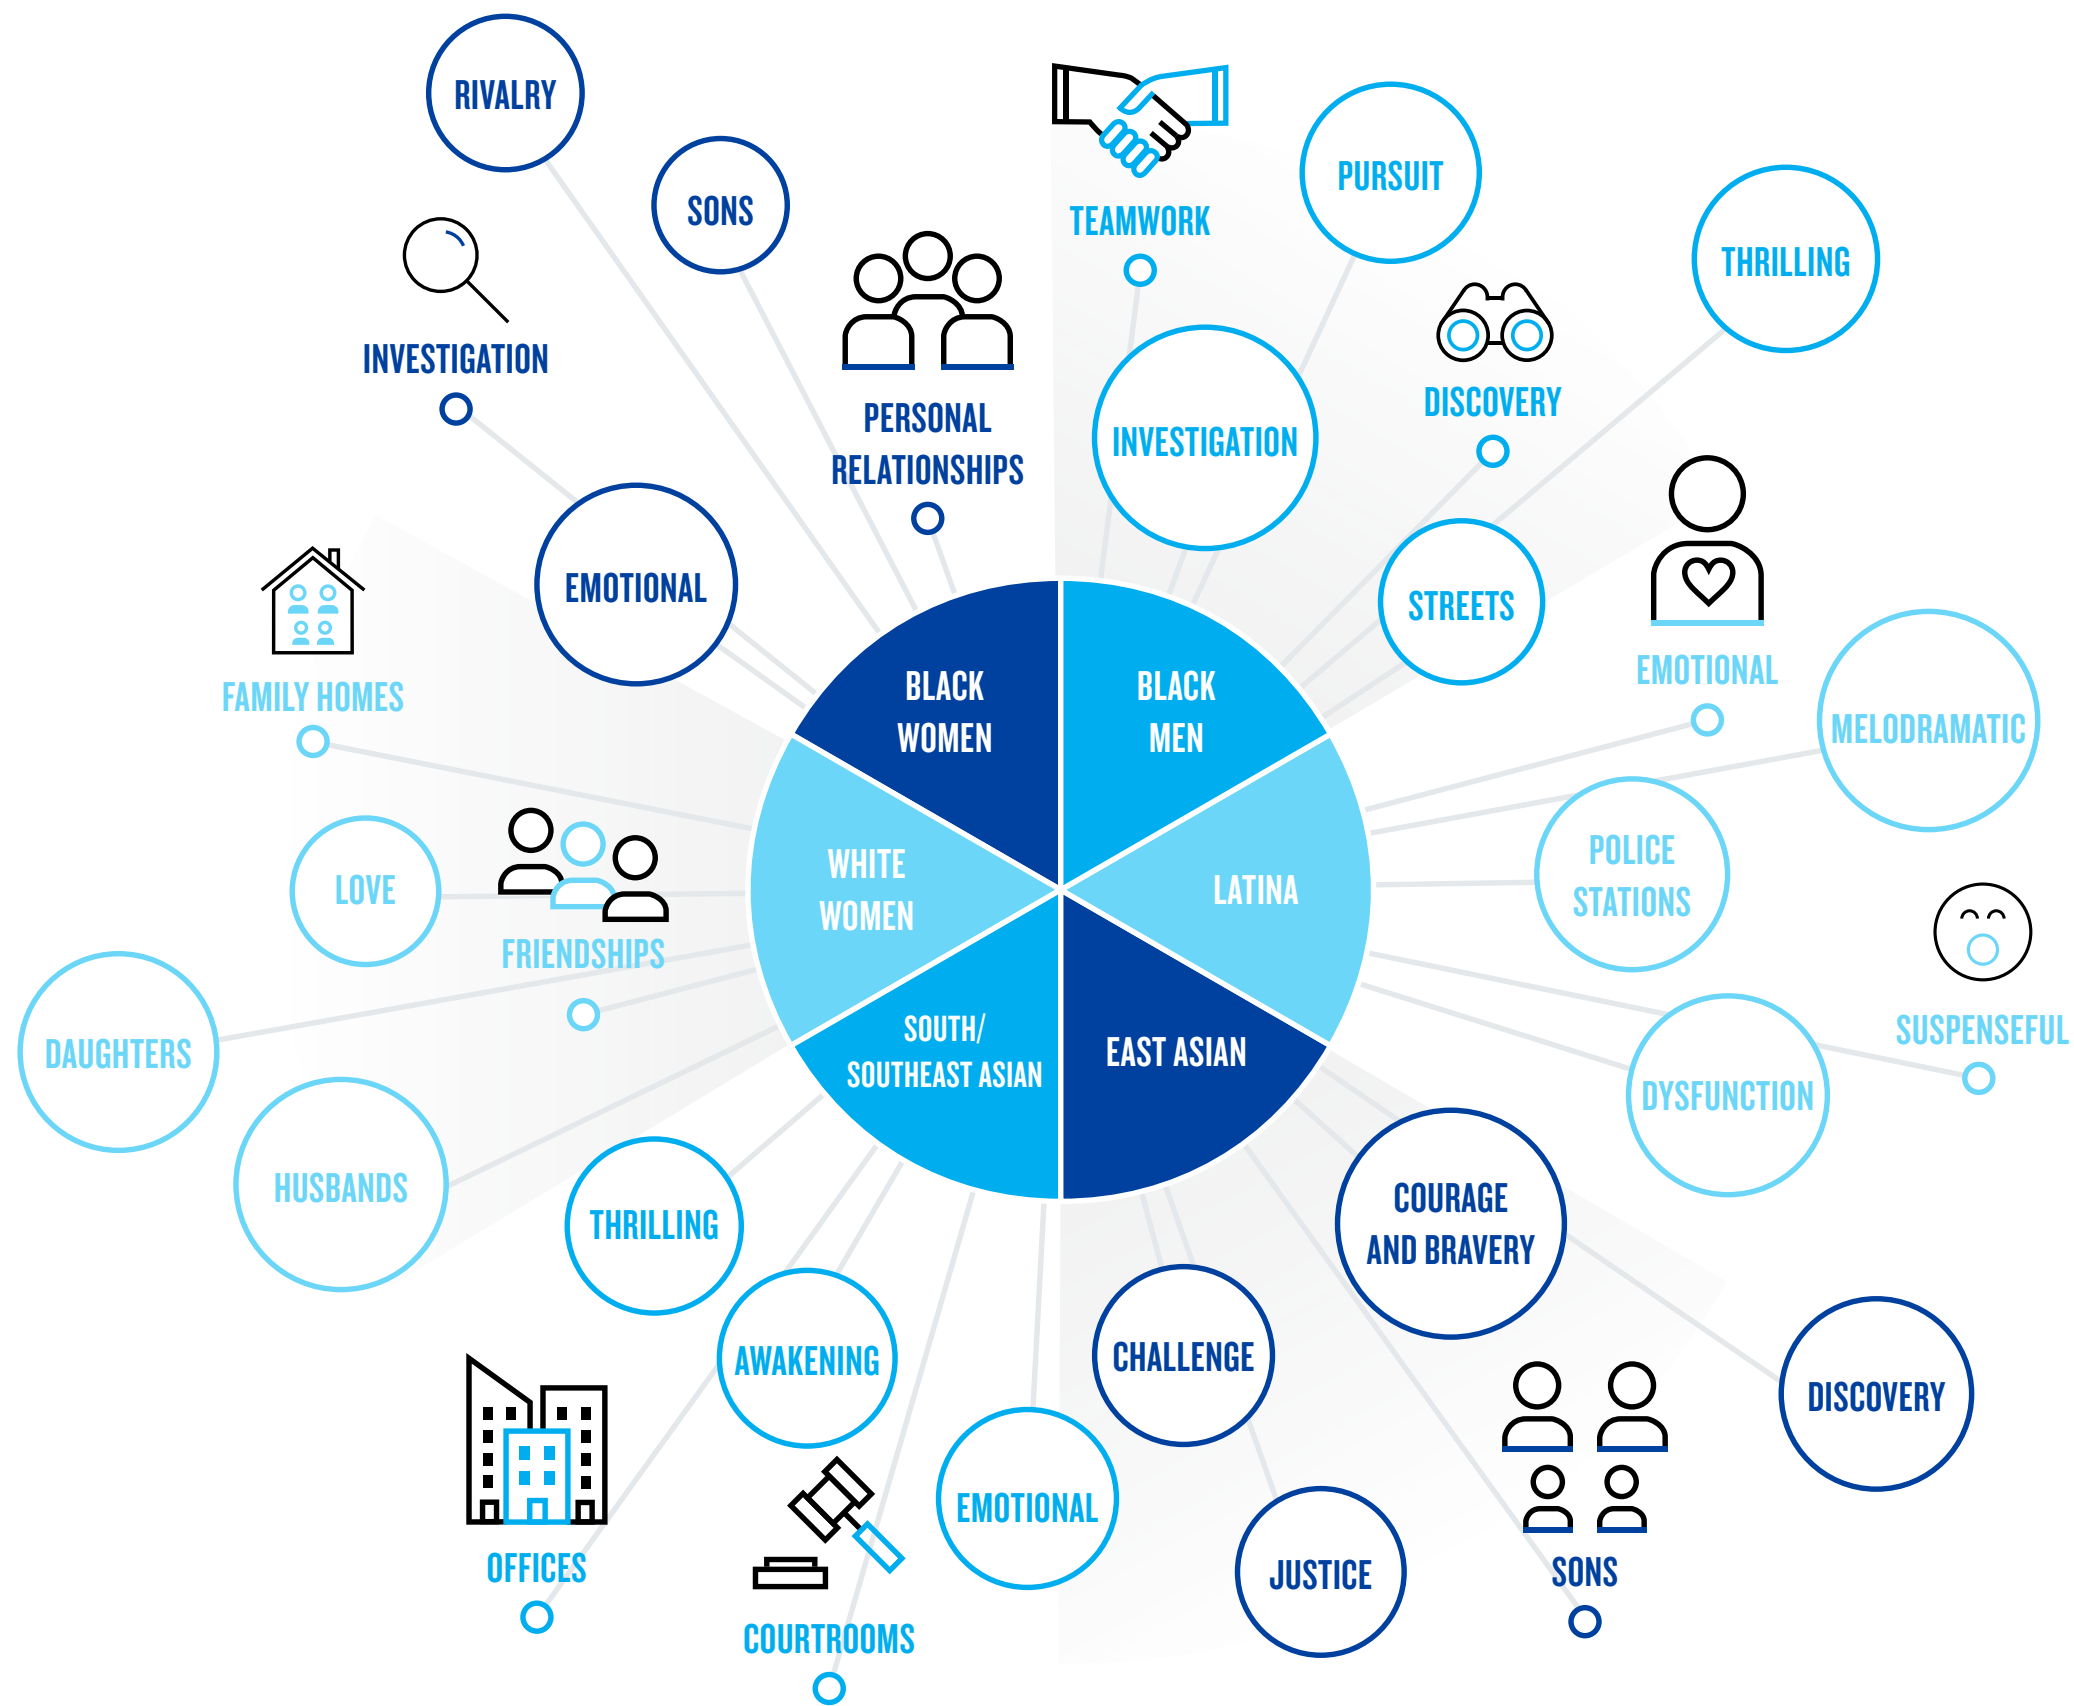 RIVALRY
SONS
TEAMWORK
PURSUIT
THRILLING
INVESTIGATION
PERSONAL
RELATIONSHIPS
INVESTIGATION
DISCOVERY
EMOTIONAL
STREETS
EMOTIONAL
FAMILY HOMES
MELODRAMATIC
BLACK
WOMEN
BLACK
MEN
LOVE
FRIENDSHIPS
WHITE
WOMEN
LATINA
POLICE
STATIONS
SUSPENSEFUL
DAUGHTERS
SOUTH/
SOUTHEAST ASIAN
EAST ASIAN
DYSFUNCTION
HUSBANDS
THRILLING
COURAGE
AND BRAVERY
AWAKENING
CHALLENGE
DISCOVERY
OFFICES
EMOTIONAL
JUSTICE
SONS
COURTROOMS